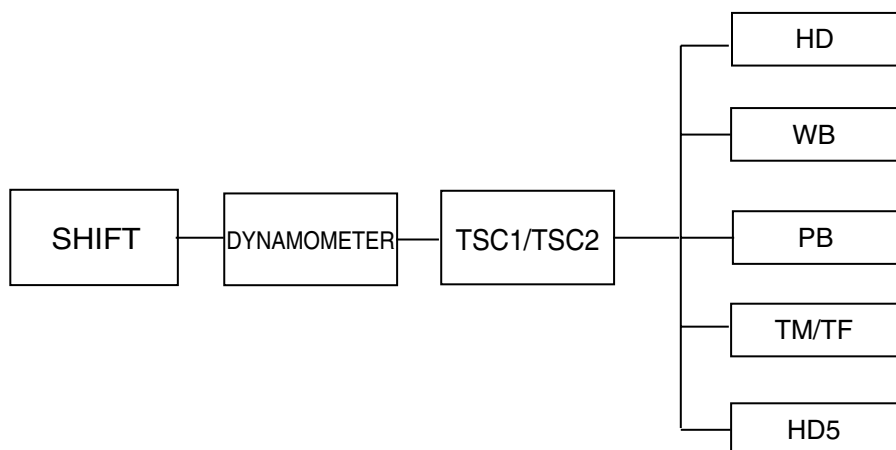 SHIFT
DYNAMOMETER
TSC1/TSC2
HD
WB
PB
TM/TF
HD5